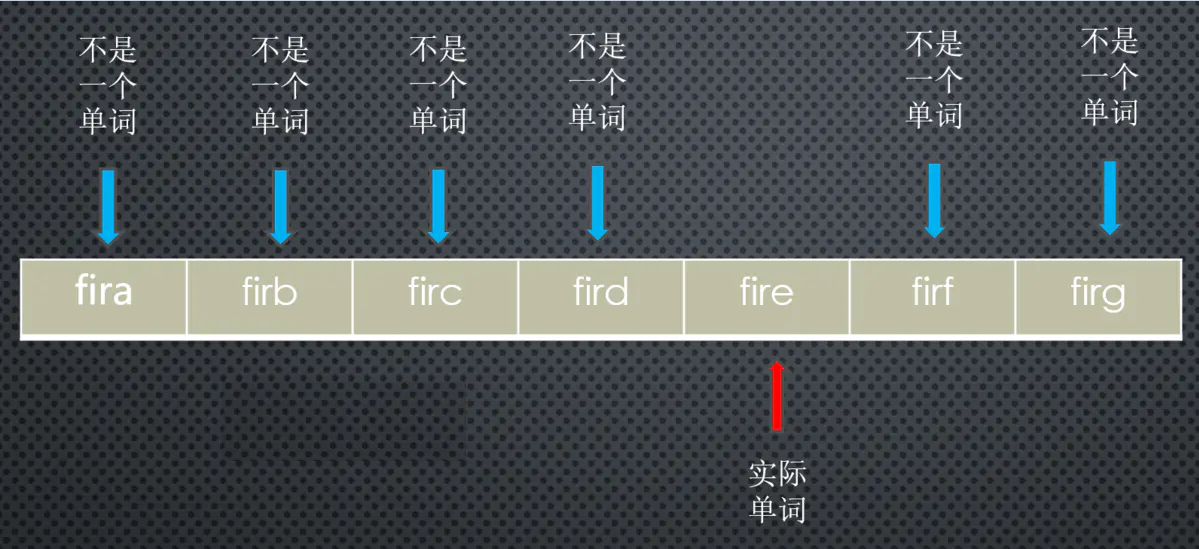 不是
一个
单词
不是
一个
单词
不是
一个
单词
不是
一个
单词
不是
一个
单词
不是
一个
单词
fira firb firc fird fire firf firg
实际
单词